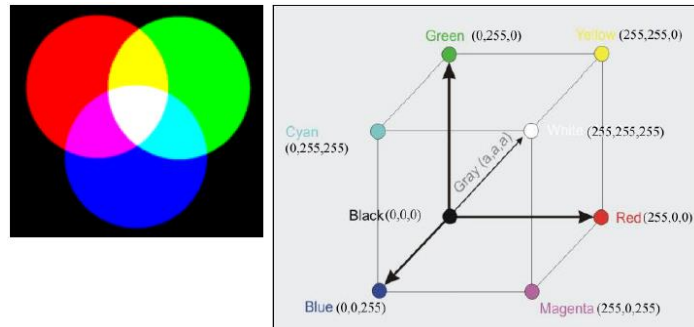 Green (0,255,0)
Yellow (255,255,0)
Cyan
(0,255,255)
White (255,255,255)
Gray (a,a,a)
Black (0,0,0)
Red (255,0,0)
Blue (0,0,255)
Magenta (255,0,255)